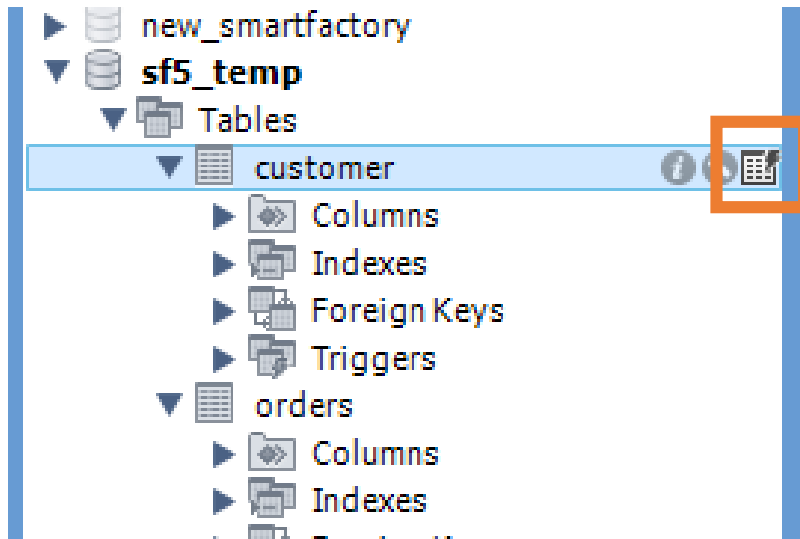 new_smartfactory
sf5_temp
Tables
customer
Columns
Indexes
Foreign Keys
Triggers
orders
Columns
Indexes